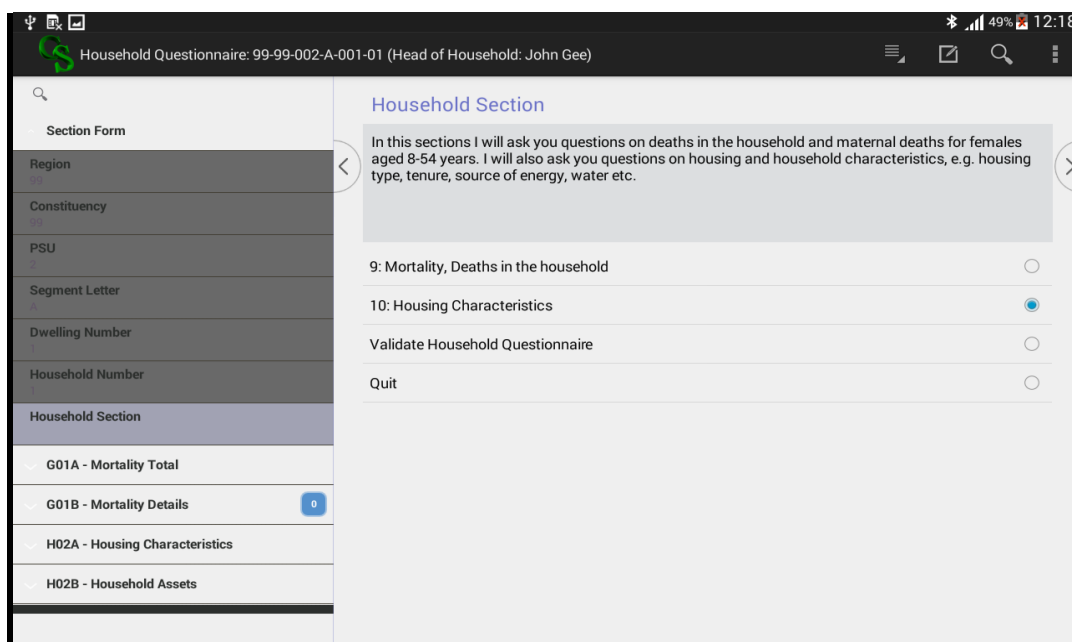 49% 12:18
CS Household Questionnaire: 99-99-002-A-001-01 (Head of Household: John Gee)
Section Form
Region
99
Constituency
99
PSU
2
Segment Letter
A
Dwelling Number
1
Household Number
1
Household Section
G01A - Mortality Total
G01B - Mortality Details 0
H02A - Housing Characteristics
H02B - Household Assets
Household Section
In this sections I will ask you questions on deaths in the household and maternal deaths for females
aged 8-54 years. I will also ask you questions on housing and household characteristics, e.g. housing
type, tenure, source of energy, water etc.
9: Mortality, Deaths in the household
10: Housing Characteristics
Validate Household Questionnaire
Quit